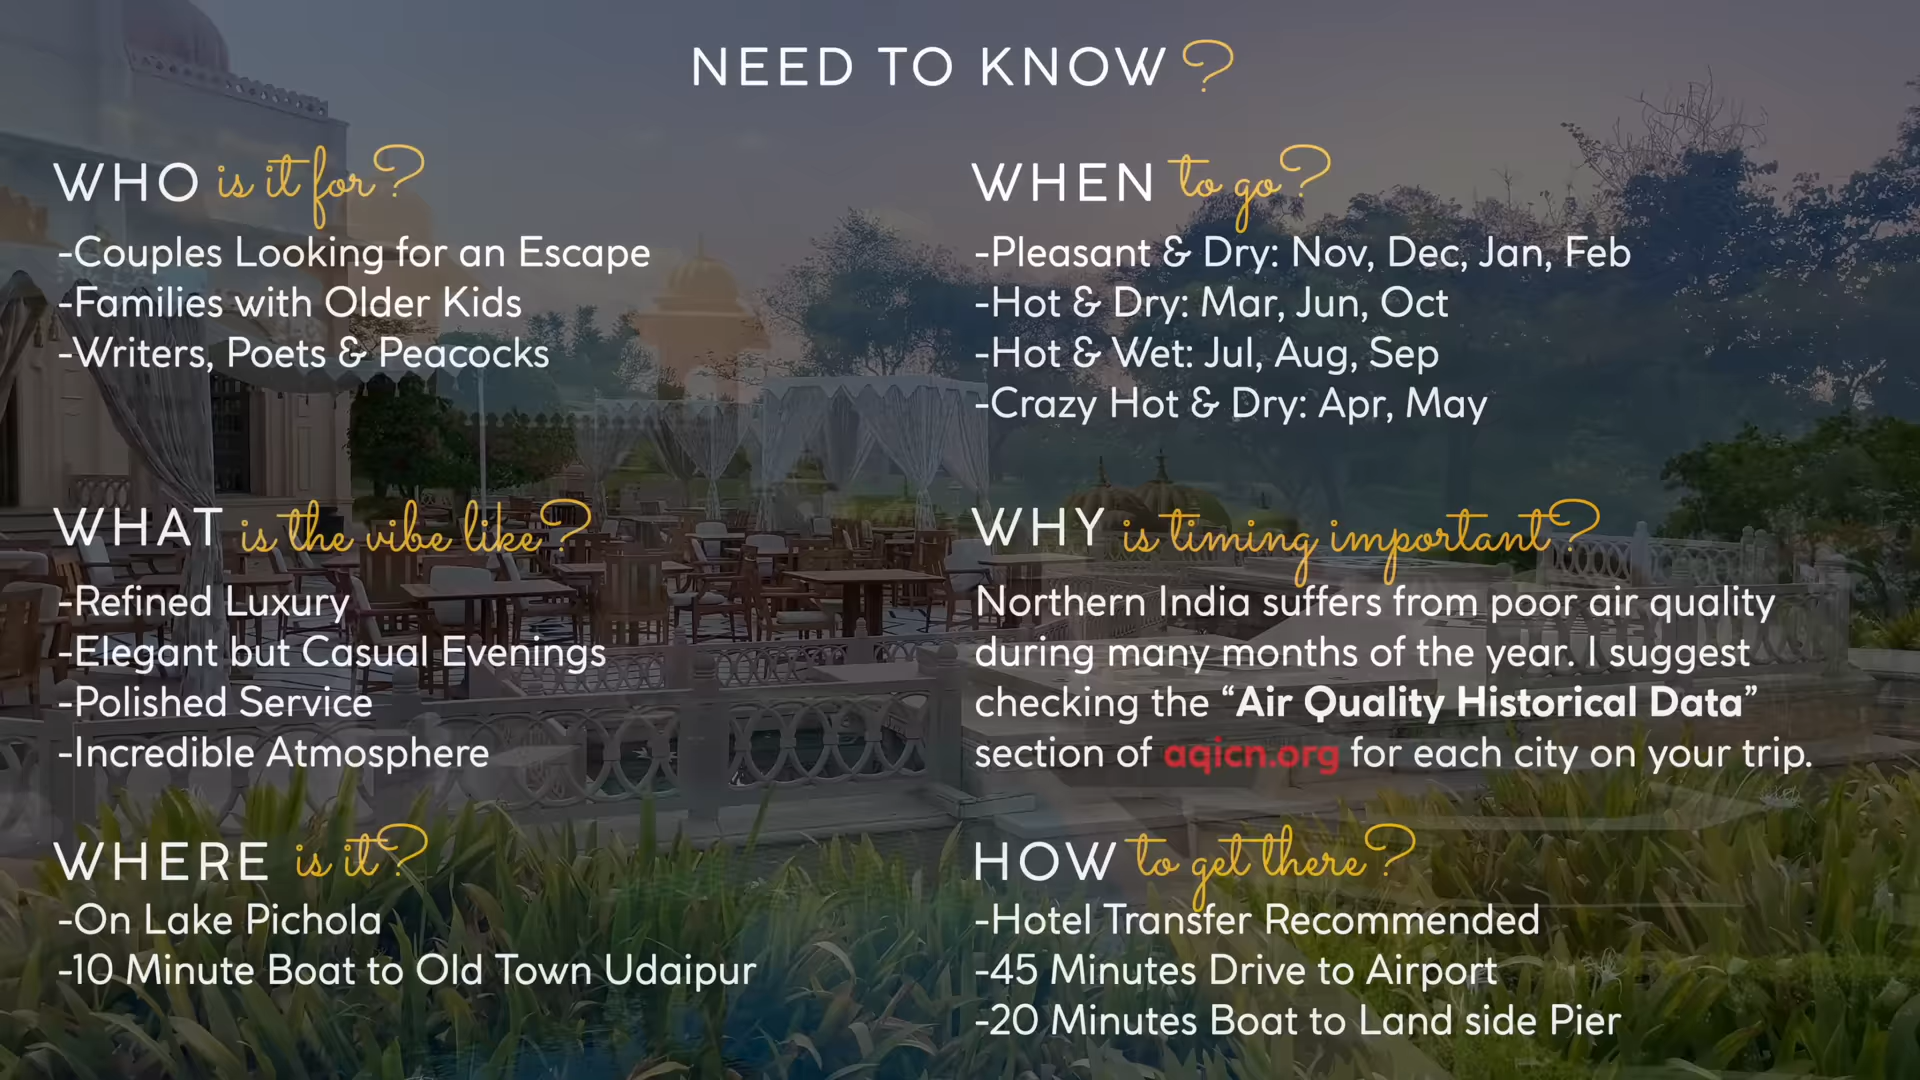 NEED TO KNOW?
WHO is it for?
-Couples Looking for an Escape
-Families with Older Kids
-Writers, Poets & Peacocks
WHAT is the vibe like?
-Refined Luxury
-Elegant but Casual Evenings
-Polished Service
-Incredible Atmosphere
WHERE is it?
-On Lake Pichola
-10 Minute Boat to Old Town Udaipur
WHEN to go?
-Pleasant & Dry: Nov, Dec, Jan, Feb
-Hot & Dry: Mar, Jun, Oct
-Hot & Wet: Jul, Aug, Sep
-Crazy Hot & Dry: Apr, May
WHY is timing important?
Northern India suffers from poor air quality
during many months of the year. I suggest
checking the “Air Quality Historical Data”
section of aqicn.org for each city on your trip.
HOW to get there?
-Hotel Transfer Recommended
-45 Minutes Drive to Airport
-20 Minutes Boat to Land side Pier